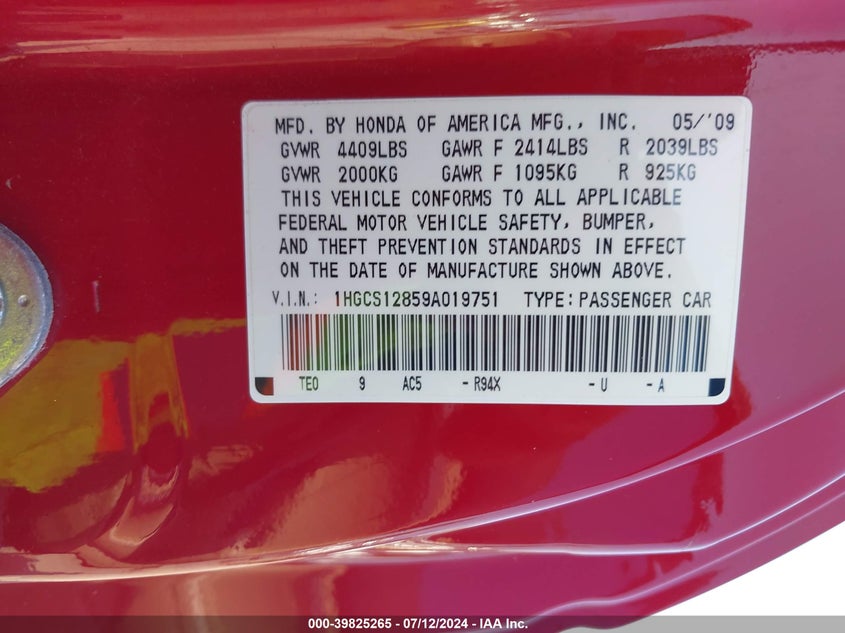 MFD. BY HONDA OF AMERICA MFG., INC. 05/'09
GVWR 4409LBS GAWR F 2414LBS R 2039LBS
GVWR 2000KG GAWR F 1095KG R 925KG
THIS VEHICLE CONFORMS TO ALL APPLICABLE
FEDERAL MOTOR VEHICLE SAFETY, BUMPER,
AND THEFT PREVENTION STANDARDS IN EFFECT
ON THE DATE OF MANUFACTURE SHOWN ABOVE.
V.I.N.: 1HGCS12859A019751 TYPE: PASSENGER CAR
TE0 9 AC5 - R94X - U - A
000-39825265 - 07/12/2024 - IAA Inc.